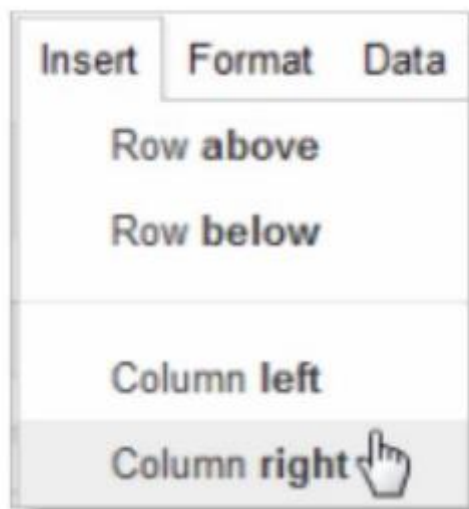 Insert Format Data
Row above
Row below
Column left
Column right